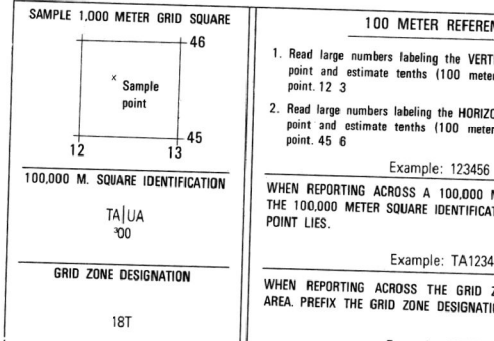 SAMPLE 1,000 METER GRID SQUARE
46
x Sample
point
45
12 13
100,000 M. SQUARE IDENTIFICATION
TA|UA
³00
GRID ZONE DESIGNATION
18T
100 METER REFEREN
1. Read large numbers labeling the VERT
point and estimate tenths (100 meter
point. 12 3
2. Read large numbers labeling the HORIZO
point and estimate tenths (100 meter
point. 45 6
Example: 123456
WHEN REPORTING ACROSS A 100,000 M
THE 100,000 METER SQUARE IDENTIFICAT
POINT LIES.
Example: TA1234
WHEN REPORTING ACROSS THE GRID Z
AREA. PREFIX THE GRID ZONE DESIGNATI